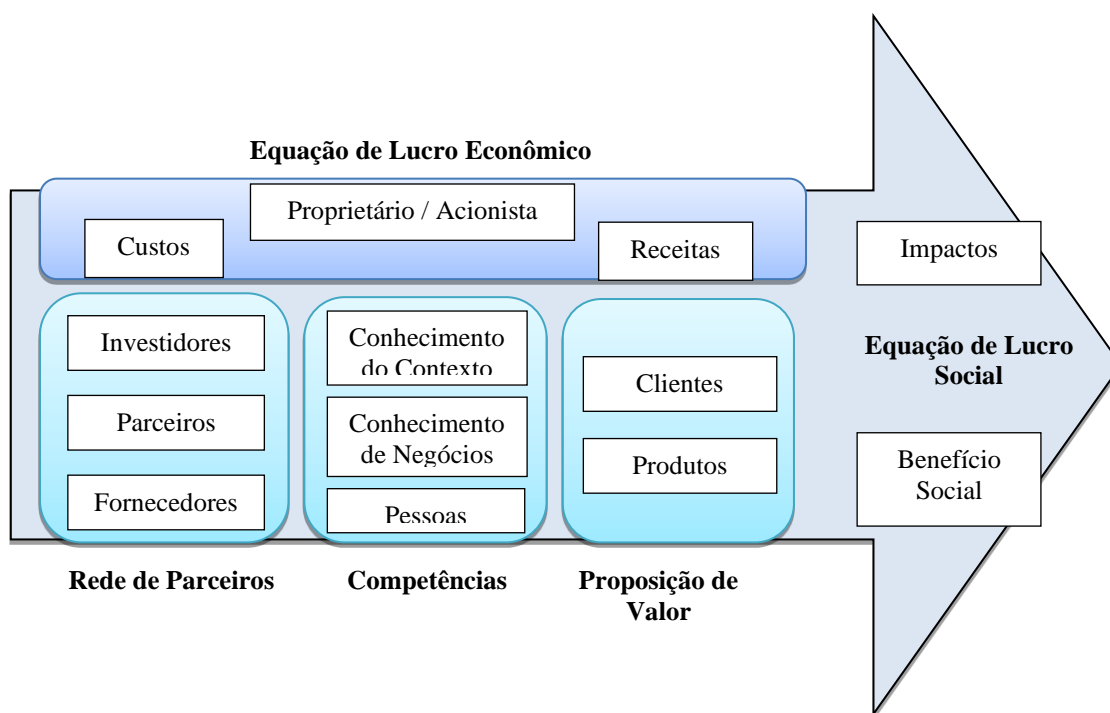 Equação de Lucro Econômico
Proprietário / Acionista
Custos
Receitas
Impactos
Investidores
Parceiros
Fornecedores
Conhecimento
do Contexto
Conhecimento
de Negócios
Pessoas
Clientes
Produtos
Equação de Lucro
Social
Benefício
Social
Rede de Parceiros
Competências
Proposição de
Valor